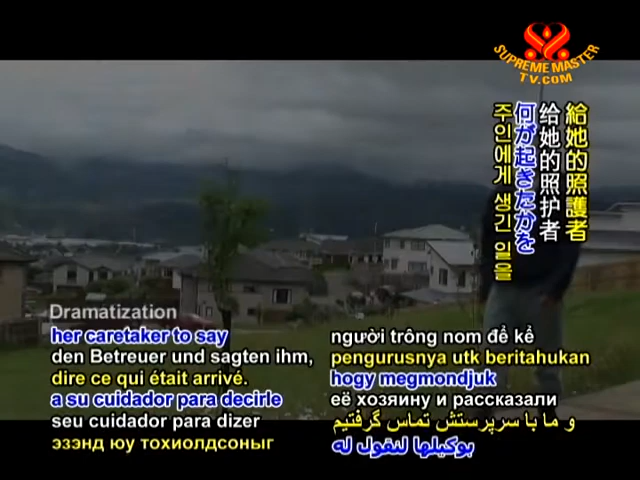 SUPREME MASTER
TV.COM
給她的照護者
给她的照护者
何が起きたかを
주인에게 생긴 일을
Dramatization
her caretaker to say
den Betreuer und sagten ihm,
dire ce qui était arrivé.
a su cuidador para decirle
seu cuidador para dizer
эзэнд юу тохиолдсоныг
người trông nom để kể
pengurusnya utk beritahukan
hogy megmondjuk
её хозяину и рассказали
و ما با سرپرستش تماس گرفتیم
بوكيلها لنقول له